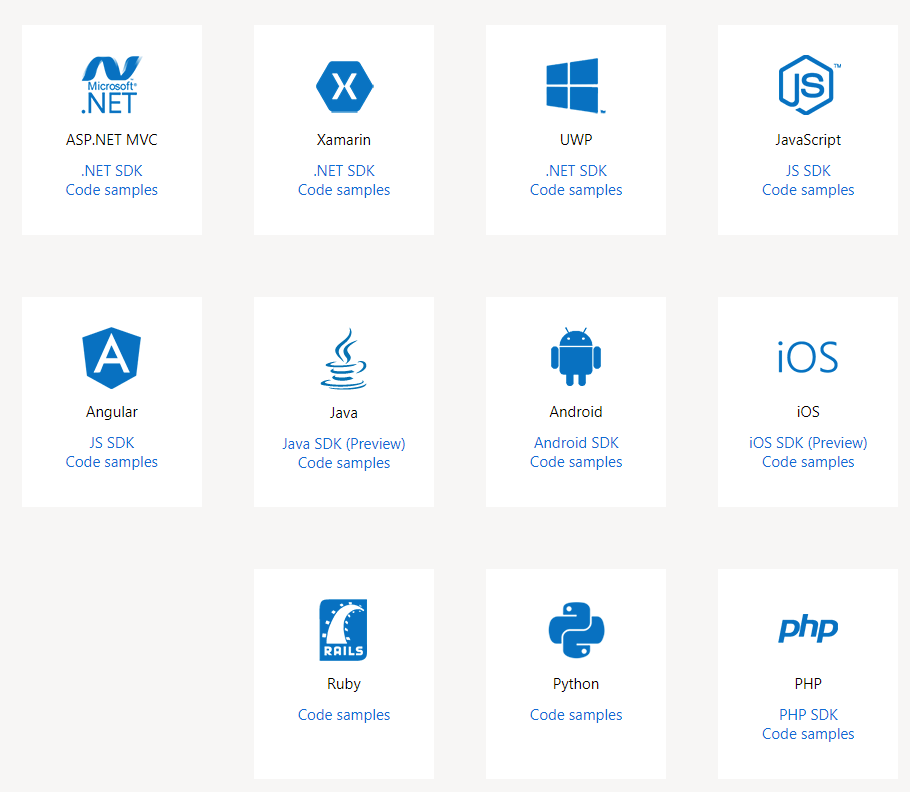 Microsoft®
.NET
ASP.NET MVC
.NET SDK
Code samples
X
Xamarin
.NET SDK
Code samples
UWP
.NET SDK
Code samples
JS™
JavaScript
JS SDK
Code samples
A
Angular
JS SDK
Code samples
Java
Java SDK (Preview)
Code samples
Android
Android SDK
Code samples
iOS
iOS
iOS SDK (Preview)
Code samples
RAILS
Ruby
Code samples
Python
Code samples
php
PHP
PHP SDK
Code samples